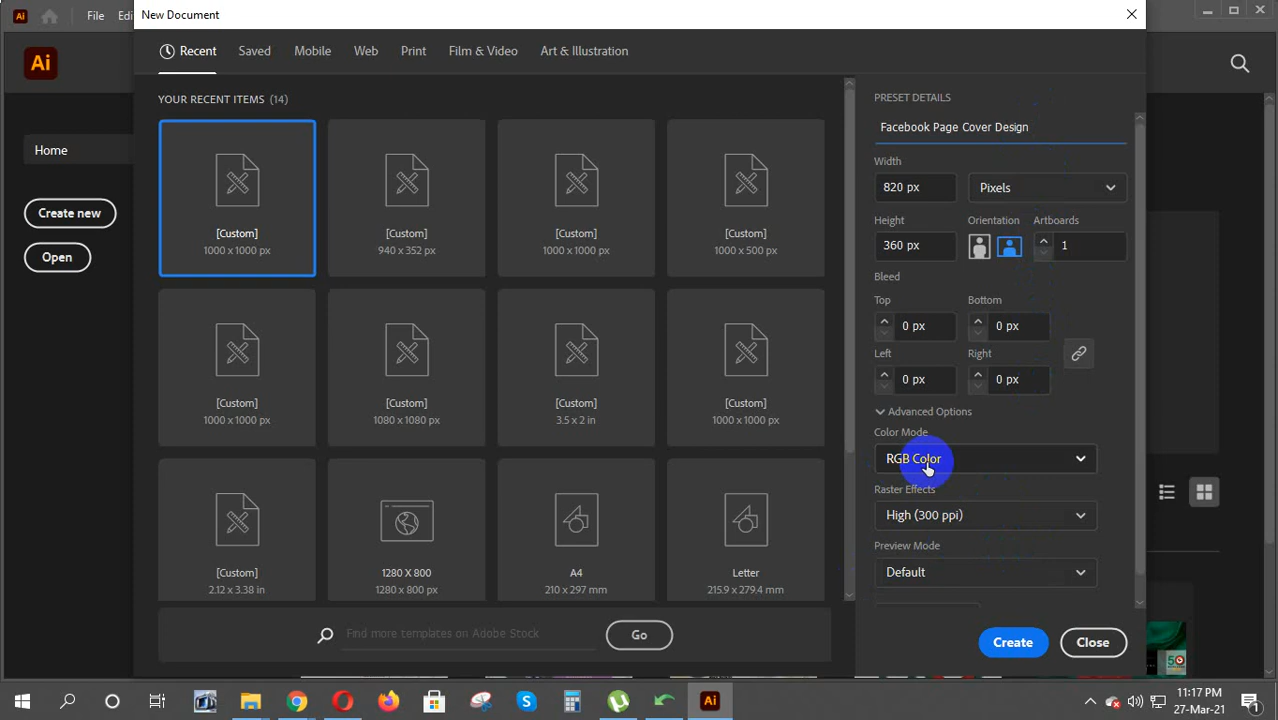 Ai
File
Edi
New Document
Ai
Recent
Saved
Mobile
Web
Print
Film & Video
Art & Illustration
Home
Create new
Open
YOUR RECENT ITEMS (14)
[Custom]
1000 x 1000 px
[Custom]
940 x 352 px
[Custom]
1000 x 1000 px
[Custom]
1000 x 500 px
[Custom]
1000 x 1000 px
[Custom]
1080 x 1080 px
[Custom]
3.5 x 2 in
[Custom]
1000 x 1000 px
[Custom]
2.12 x 3.38 in
1280 X 800
1280 x 800 px
A4
210 x 297 mm
Letter
215.9 x 279.4 mm
Find more templates on Adobe Stock
Go
PRESET DETAILS
Facebook Page Cover Design
Width
820 px
Pixels
Height
Orientation
Artboards
360 px
1
Bleed
Top
Bottom
0 px
0 px
Left
Right
0 px
0 px
Advanced Options
Color Mode
RGB Color
Raster Effects
High (300 ppi)
Preview Mode
Default
Create
Close
50
Ai
11:17 PM
27-Mar-21
1